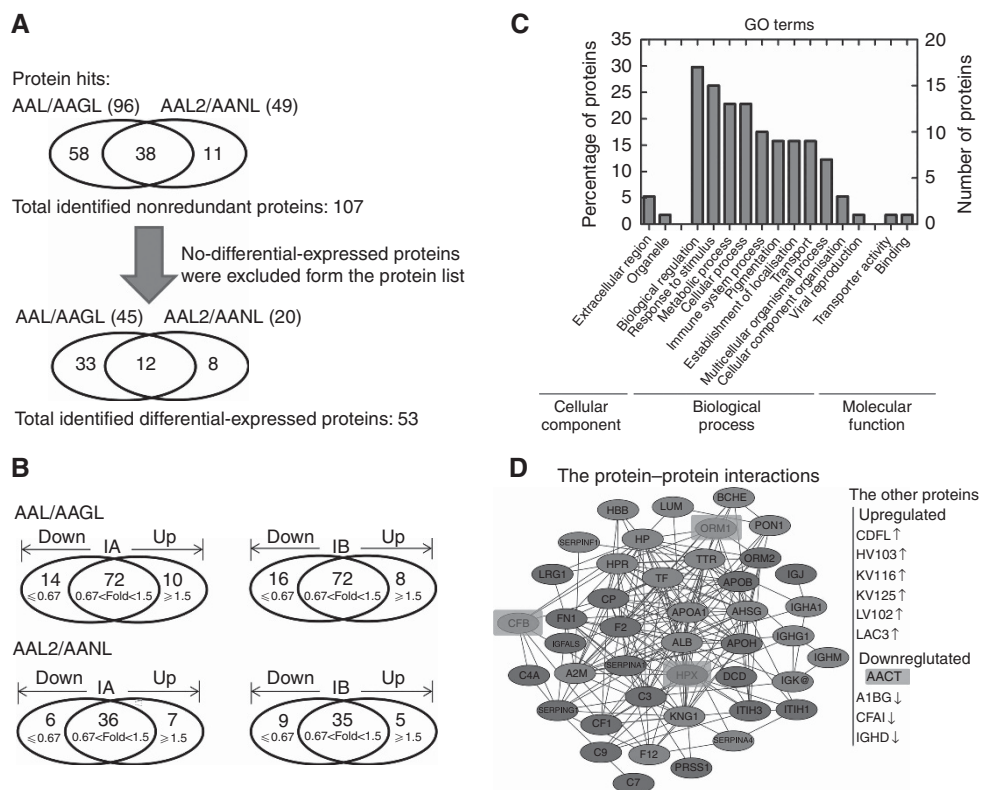 A
Protein hits:
AAL/AAGL (96) AAL2/AANL (49)
58 38 11
Total identified nonredundant proteins: 107
No-differential-expressed proteins
were excluded form the protein list
AAL/AAGL (45) AAL2/AANL (20)
33 12 8
Total identified differential-expressed proteins: 53
B
AAL/AAGL
Down IA Up
14 72 10
⩽0.67 0.67<Fold<1.5 ⩾1.5
Down IB Up
16 72 8
⩽0.67 0.67<Fold<1.5 ⩾1.5
AAL2/AANL
Down IA Up
6 36 7
⩽0.67 0.67<Fold<1.5 ⩾1.5
Down IB Up
9 35 5
⩽0.67 0.67<Fold<1.5 ⩾1.5
C
GO terms
Percentage of proteins
35
30
25
20
15
10
5
0
Number of proteins
20
15
10
5
0
Extracellular region
Organelle
Biological regulation
Response to stimulus
Metabolic process
Cellular process
Immune system process
Pigmentation
Establishment of localisation
Transport
Multicellular organismal process
Cellular component organisation
Viral reproduction
Transporter activity
Binding
Cellular
component
Biological
process
Molecular
function
D
The protein–protein interactions
BCHE
HBB
LUM
ORM1
PON1
SERPINF1
HP
HPR
TTR
ORM2
LRG1
TF
APOB
IGJ
CP
CFB
FN1
F2
APOA1
AHSG
IGHA1
IGFALS
ALB
APOH
IGHG1
IGHM
C4A
A2M
SERPINA1
HPX
DCD
IGK@
SERPING1
C3
CF1
KNG1
ITIH3
ITIH1
C9
F12
SERPINA4
PRSS1
C7
The other proteins
Upregulated
CDFL↑
HV103↑
KV116↑
KV125↑
LV102↑
LAC3↑
Downreglutated
AACT
A1BG↓
CFAI↓
IGHD↓